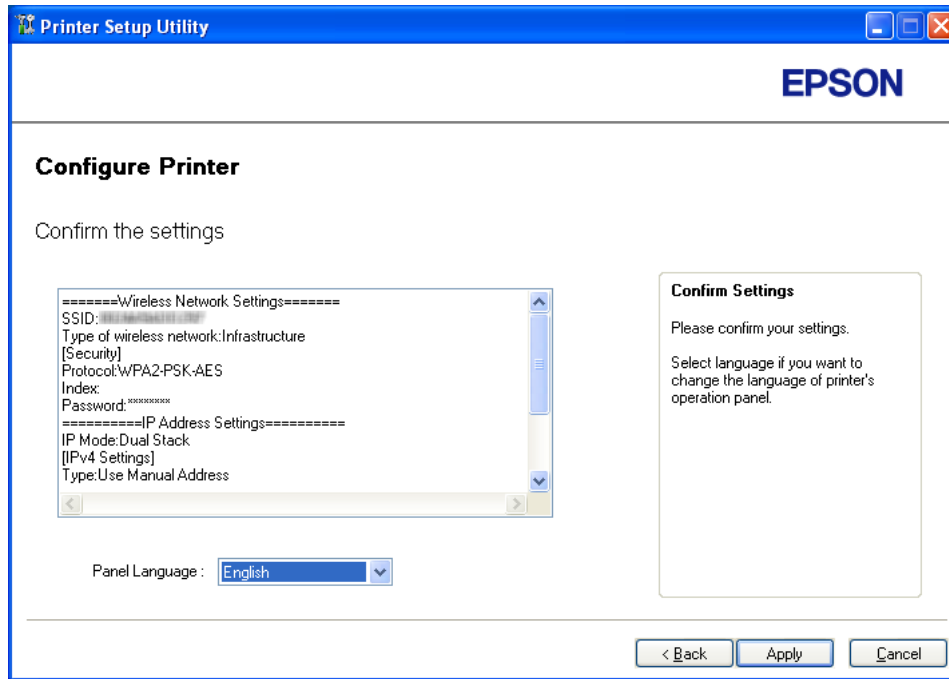 Printer Setup Utility
EPSON
Configure Printer
Confirm the settings
=======Wireless Network Settings=======
SSID:
Type of wireless network:Infrastructure
[Security]
Protocol:WPA2-PSK-AES
Index:
Password:********
==========IP Address Settings==========
IP Mode:Dual Stack
[IPv4 Settings]
Type:Use Manual Address
Confirm Settings
Please confirm your settings.
Select language if you want to
change the language of printer's
operation panel.
Panel Language :
English
< Back
Apply
Cancel